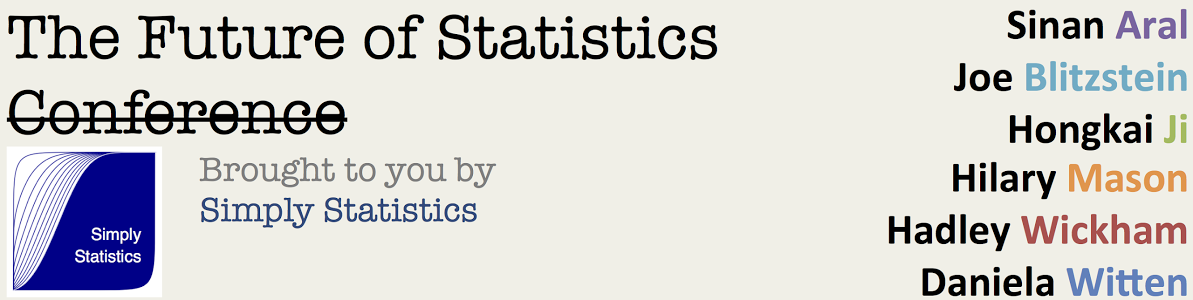 The Future of Statistics
Conference
Brought to you by
Simply Statistics
Simply
Statistics
Sinan Aral
Joe Blitzstein
Hongkai Ji
Hilary Mason
Hadley Wickham
Daniela Witten